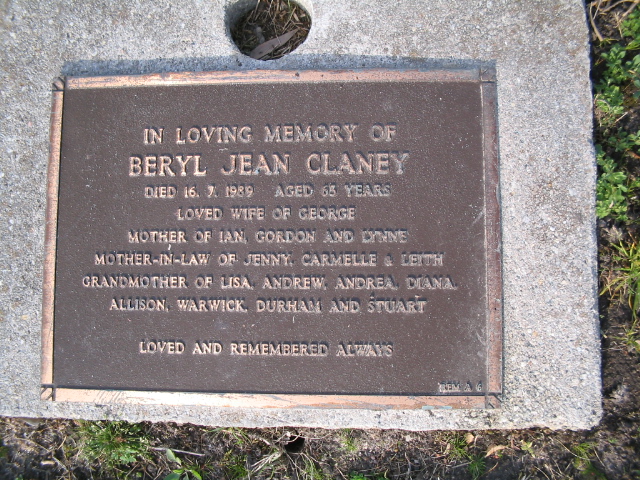 IN LOVING MEMORY OF
BERYL JEAN CLANEY
DIED 16. 7. 1989 AGED 65 YEARS
LOVED WIFE OF GEORGE
MOTHER OF IAN, GORDON AND LYNNE
MOTHER-IN-LAW OF JENNY, CARMELLE & LEITH
GRANDMOTHER OF LISA, ANDREW, ANDREA, DIANA,
ALLISON, WARWICK, DURHAM AND STUART
LOVED AND REMEMBERED ALWAYS
REM A 6